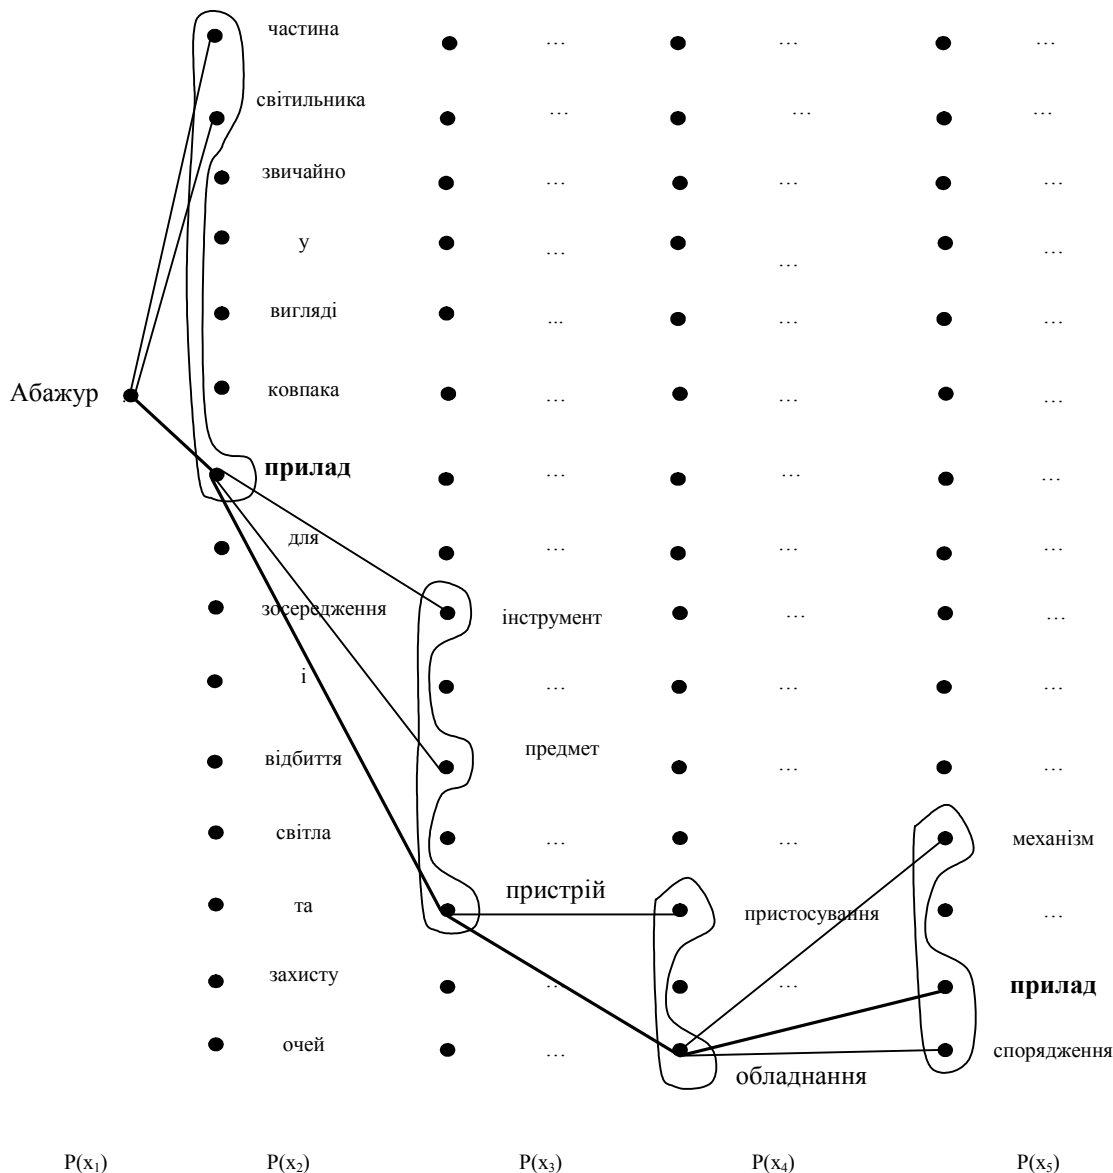 частина … … …
світильника … … …
звичайно … … …
у … … …
вигляді ... … …
Абажур ковпака … … …
прилад … … …
для … … …
зосередження інструмент … …
і … … …
відбиття предмет … …
світла … … механізм
та пристрій пристосування …
захисту … … прилад
очей … обладнання спорядження
P(x₁) P(x₂) P(x₃) P(x₄) P(x₅)